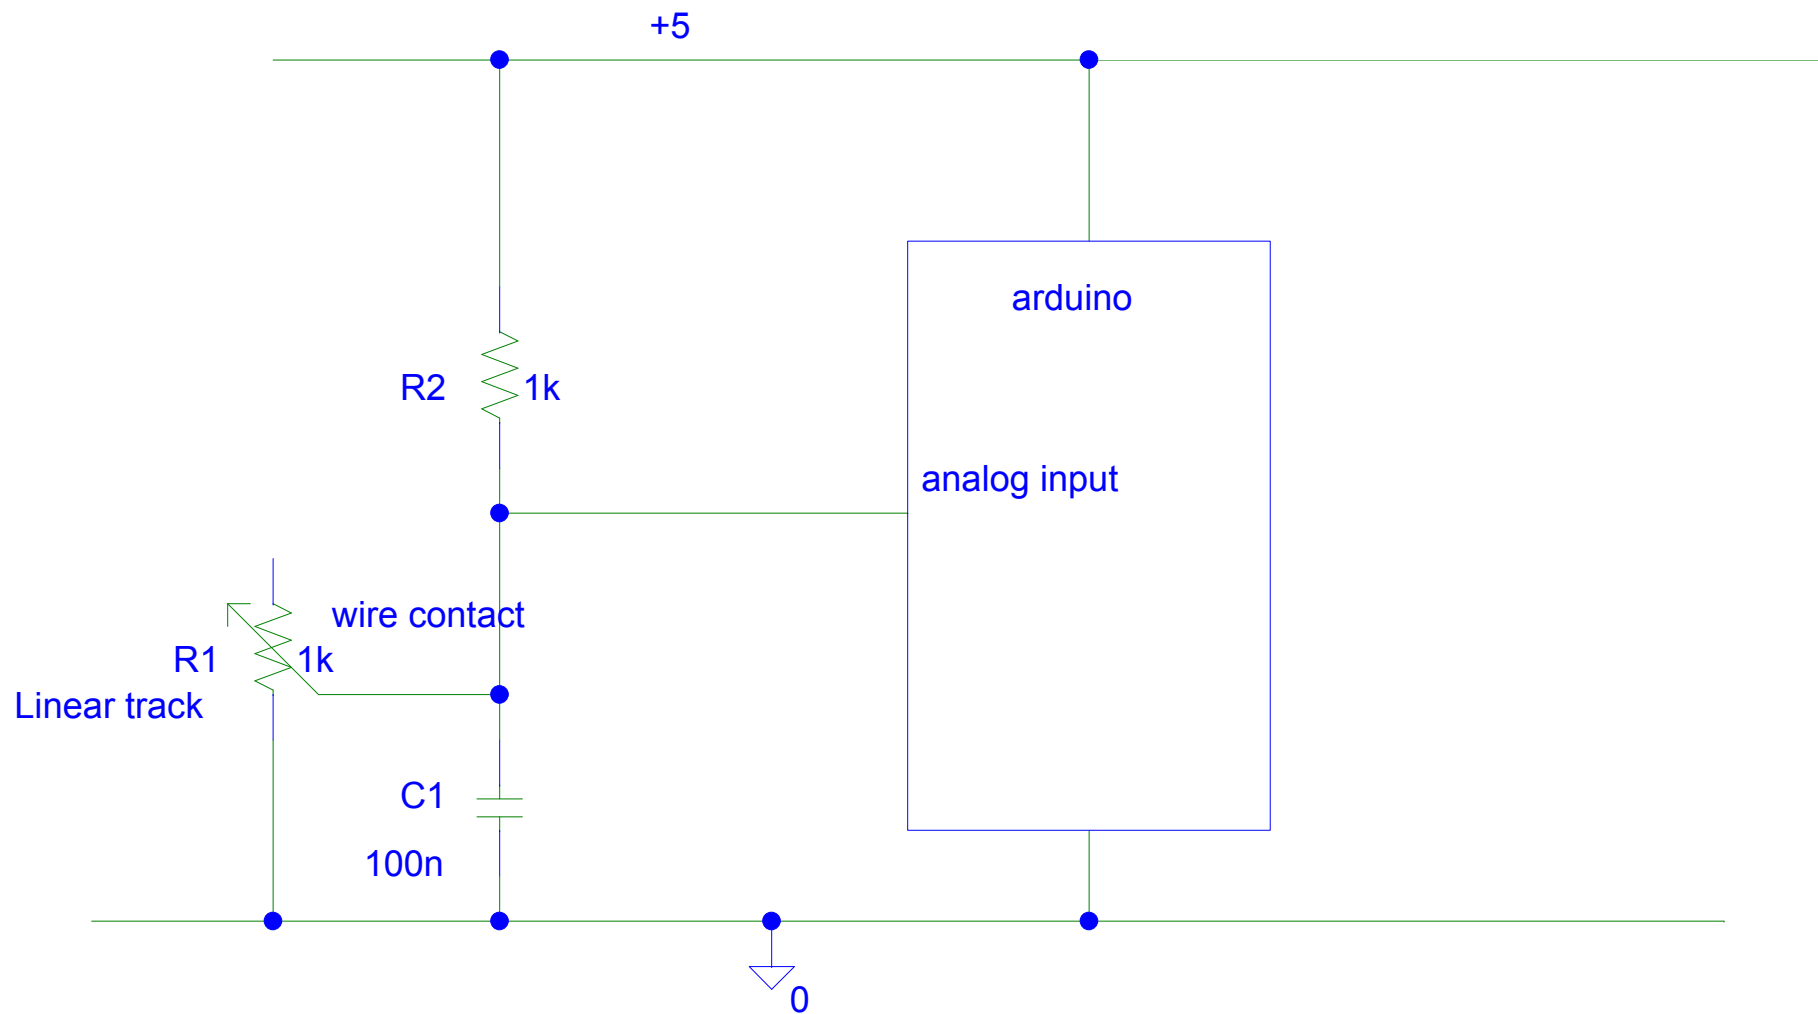 +5
arduino
R2
1k
analog input
wire contact
R1
1k
Linear track
C1
100n
0